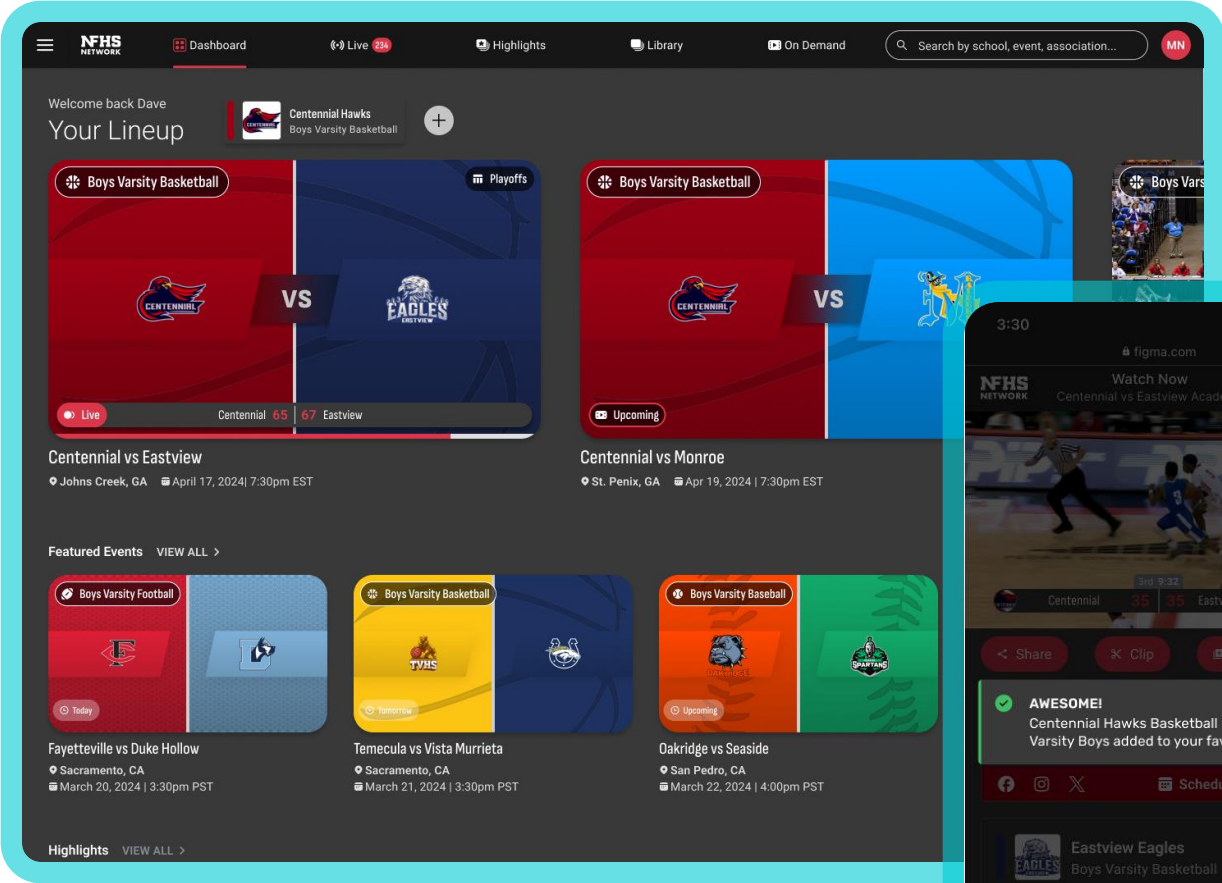 NFHS
NETWORK
Dashboard
Live 234
Highlights
Library
On Demand
Search by school, event, association...
MN
Welcome back Dave
Your Lineup
Centennial Hawks
Boys Varsity Basketball
Boys Varsity Basketball
Playoffs
CENTENNIAL
VS
EAGLES
EASTVIEW
Live
Centennial 65 67 Eastview
Centennial vs Eastview
Johns Creek, GA April 17, 2024| 7:30pm EST
Boys Varsity Basketball
CENTENNIAL
VS
M
Upcoming
Centennial vs Monroe
St. Penix, GA Apr 19, 2024 | 7:30pm EST
Boys Vars
Featured Events VIEW ALL >
Boys Varsity Football
F
D
Today
Fayetteville vs Duke Hollow
Sacramento, CA
March 20, 2024 | 3:30pm PST
Boys Varsity Basketball
TVHS
Tomorrow
Temecula vs Vista Murrieta
Sacramento, CA
March 21, 2024 | 3:30pm PST
Boys Varsity Baseball
OAKRIDGE
SPARTANS
Upcoming
Oakridge vs Seaside
San Pedro, CA
March 22, 2024 | 4:00pm PST
Highlights VIEW ALL >
3:30
figma.com
NFHS
NETWORK
Watch Now
Centennial vs Eastview Acad
3
3rd 9:32
Centennial 35 35 Eastv
Share
Clip
AWESOME!
Centennial Hawks Basketball
Varsity Boys added to your fav
Schedu
EAGLES
Eastview Eagles
Boys Varsity Basketball